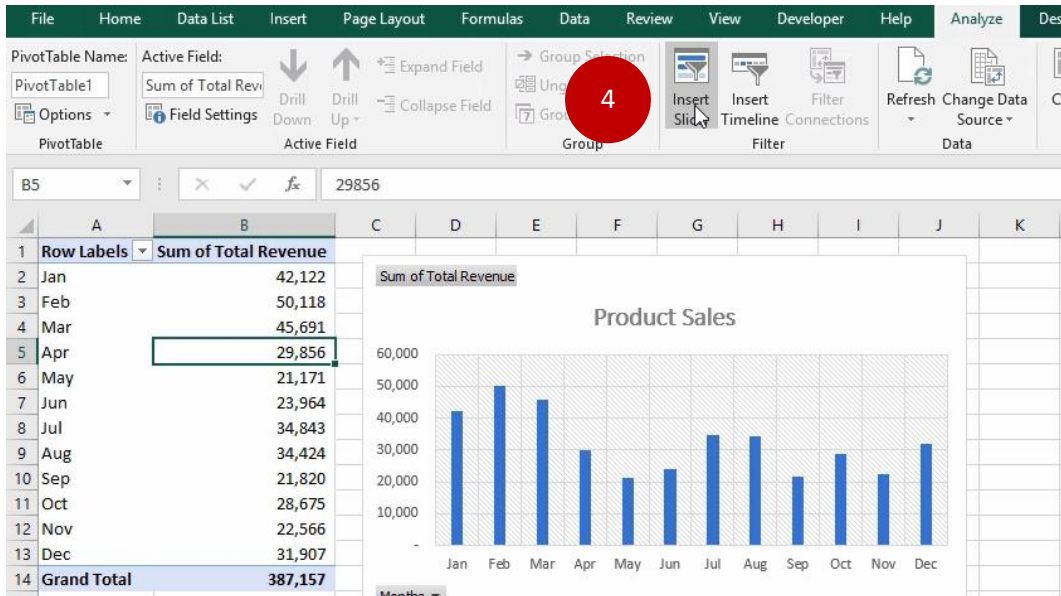 File Home Data List Insert Page Layout Formulas Data Review View Developer Help Analyze Des
PivotTable Name: Active Field:
PivotTable1 Sum of Total Rev
Options Field Settings
Drill Down
Drill Up
Expand Field
Collapse Field
Group Selection
4
Insert Slicer
Insert Timeline
Filter Connections
Refresh
Change Data Source
PivotTable Active Field Group Filter Data
B5 fx 29856
A B C D E F G H I J K
1 Row Labels Sum of Total Revenue
2 Jan 42,122
3 Feb 50,118
4 Mar 45,691
5 Apr 29,856
6 May 21,171
7 Jun 23,964
8 Jul 34,843
9 Aug 34,424
10 Sep 21,820
11 Oct 28,675
12 Nov 22,566
13 Dec 31,907
14 Grand Total 387,157
Sum of Total Revenue
Product Sales
60,000
50,000
40,000
30,000
20,000
10,000
-
Jan Feb Mar Apr May Jun Jul Aug Sep Oct Nov Dec
Months